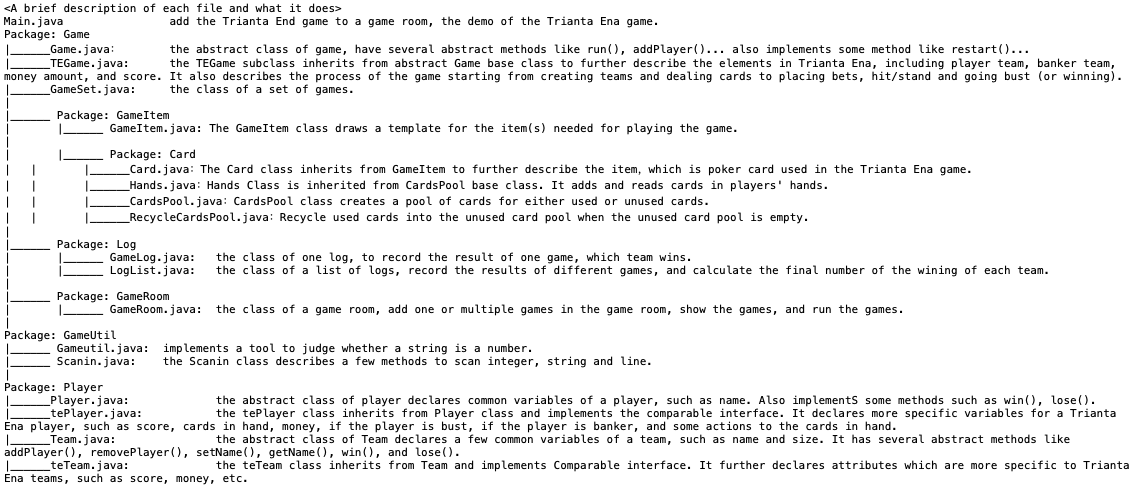 <A brief description of each file and what it does>
Main.java add the Trianta End game to a game room, the demo of the Trianta Ena game.
Package: Game
|______Game.java: the abstract class of game, have several abstract methods like run(), addPlayer()... also implements some method like restart()...
|______TEGame.java: the TEGame subclass inherits from abstract Game base class to further describe the elements in Trianta Ena, including player team, banker team,
money amount, and score. It also describes the process of the game starting from creating teams and dealing cards to placing bets, hit/stand and going bust (or winning).
|______GameSet.java: the class of a set of games.
|
|______ Package: GameItem
| |______ GameItem.java: The GameItem class draws a template for the item(s) needed for playing the game.
|
| |______ Package: Card
| | |______Card.java: The Card class inherits from GameItem to further describe the item, which is poker card used in the Trianta Ena game.
| | |______Hands.java: Hands Class is inherited from CardsPool base class. It adds and reads cards in players' hands.
| | |______CardsPool.java: CardsPool class creates a pool of cards for either used or unused cards.
| | |______RecycleCardsPool.java: Recycle used cards into the unused card pool when the unused card pool is empty.
|
|______ Package: Log
| |______ GameLog.java: the class of one log, to record the result of one game, which team wins.
| |______ LogList.java: the class of a list of logs, record the results of different games, and calculate the final number of the wining of each team.
|
|______ Package: GameRoom
| |______ GameRoom.java: the class of a game room, add one or multiple games in the game room, show the games, and run the games.
|
Package: GameUtil
|______ Gameutil.java: implements a tool to judge whether a string is a number.
|______ Scanin.java: the Scanin class describes a few methods to scan integer, string and line.
|
Package: Player
|______Player.java: the abstract class of player declares common variables of a player, such as name. Also implementS some methods such as win(), lose().
|______tePlayer.java: the tePlayer class inherits from Player class and implements the comparable interface. It declares more specific variables for a Trianta
Ena player, such as score, cards in hand, money, if the player is bust, if the player is banker, and some actions to the cards in hand.
|______Team.java: the abstract class of Team declares a few common variables of a team, such as name and size. It has several abstract methods like
addPlayer(), removePlayer(), setName(), getName(), win(), and lose().
|______teTeam.java: the teTeam class inherits from Team and implements Comparable interface. It further declares attributes which are more specific to Trianta
Ena teams, such as score, money, etc.